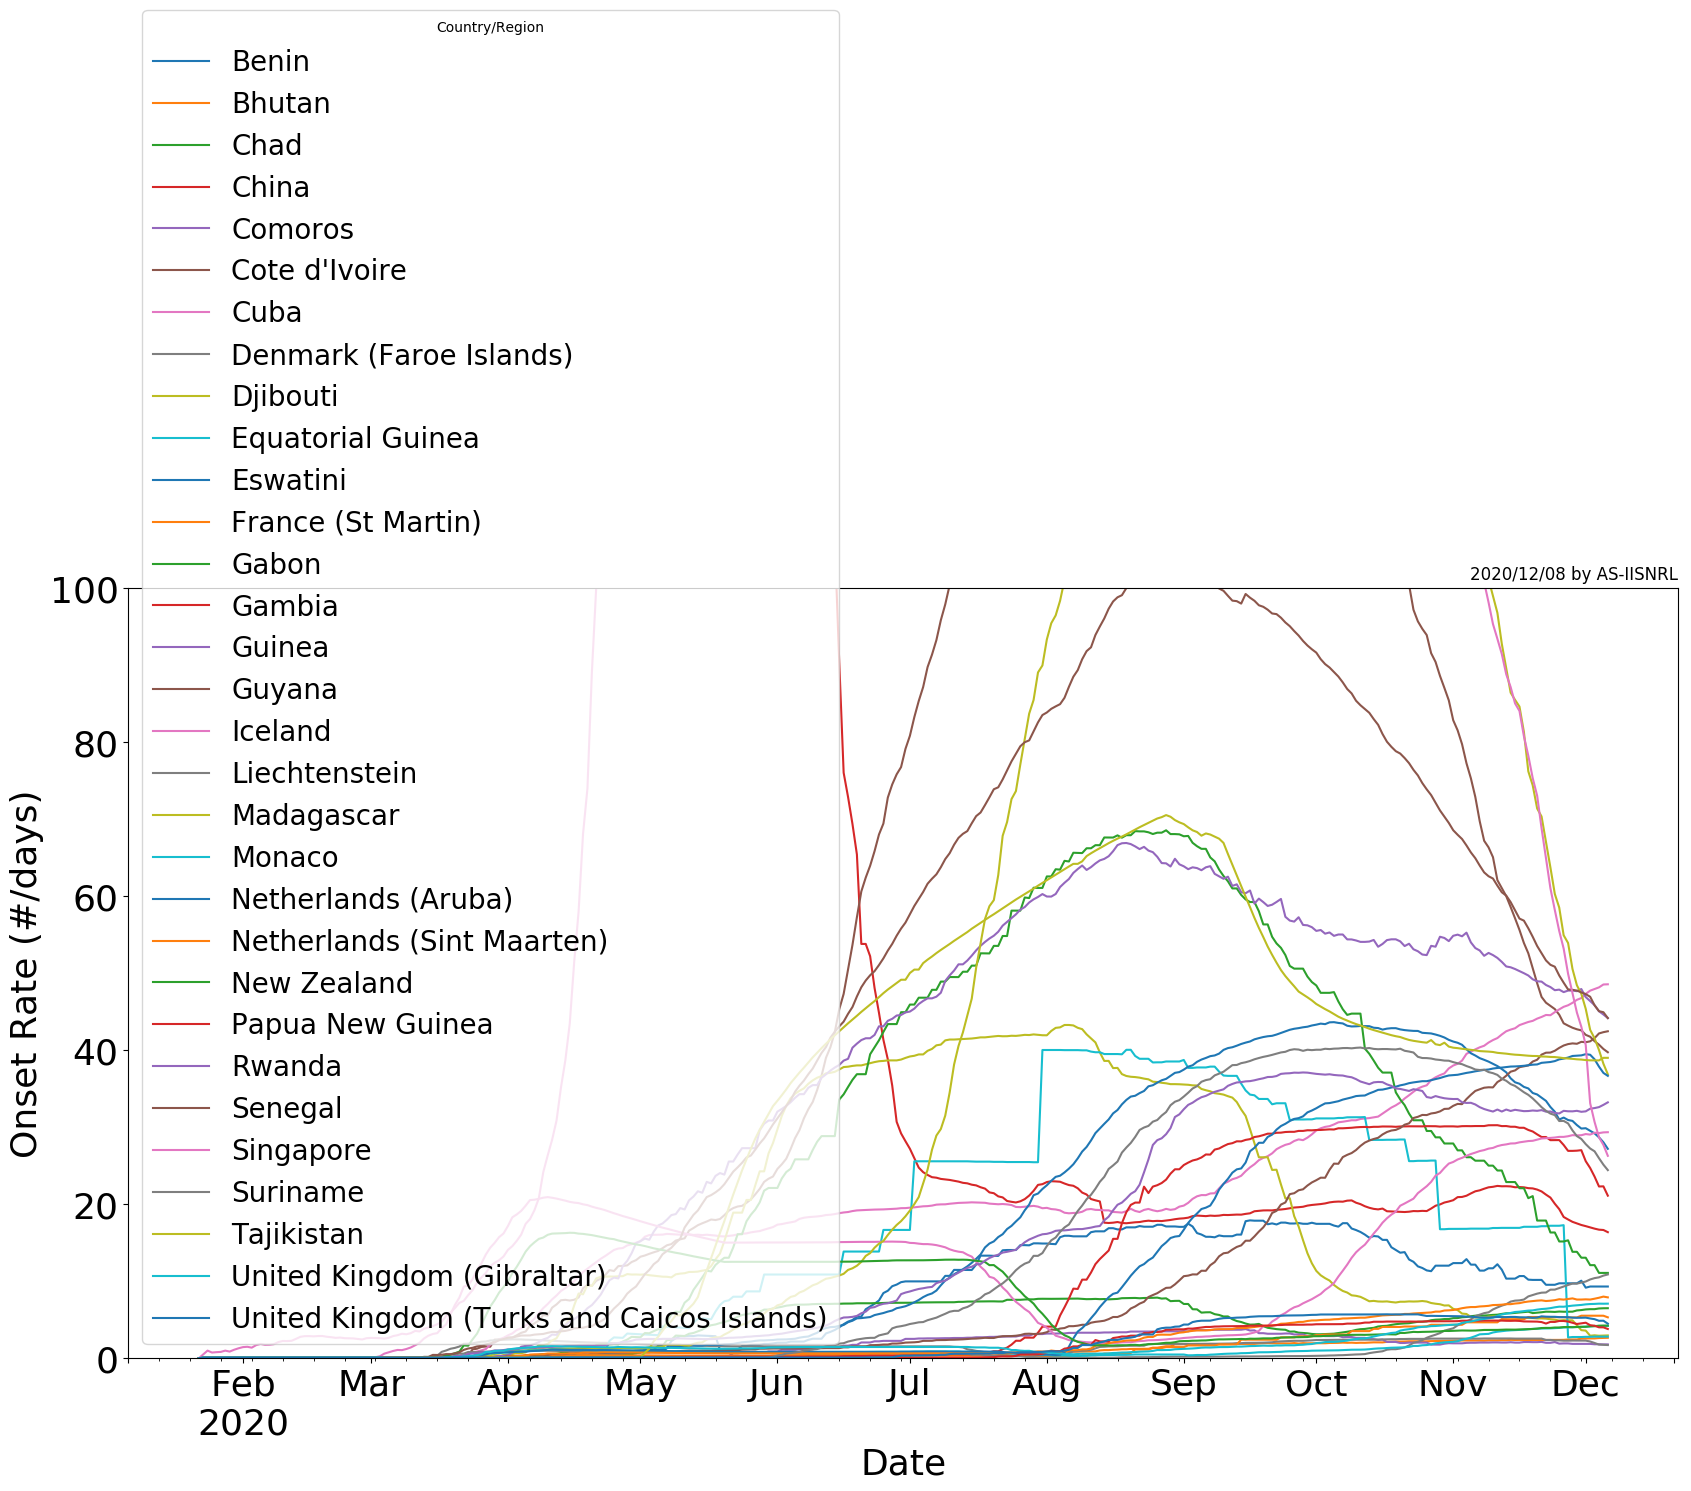 Country/Region
Benin
Bhutan
Chad
China
Comoros
Cote d'Ivoire
Cuba
Denmark (Faroe Islands)
Djibouti
Equatorial Guinea
Eswatini
France (St Martin)
Gabon
Gambia
Guinea
Guyana
Iceland
Liechtenstein
Madagascar
Monaco
Netherlands (Aruba)
Netherlands (Sint Maarten)
New Zealand
Papua New Guinea
Rwanda
Senegal
Singapore
Suriname
Tajikistan
United Kingdom (Gibraltar)
United Kingdom (Turks and Caicos Islands)
2020/12/08 by AS-IISNRL
Onset Rate (#/days)
100
80
60
40
20
0
Feb Mar Apr May Jun Jul Aug Sep Oct Nov Dec
2020
Date